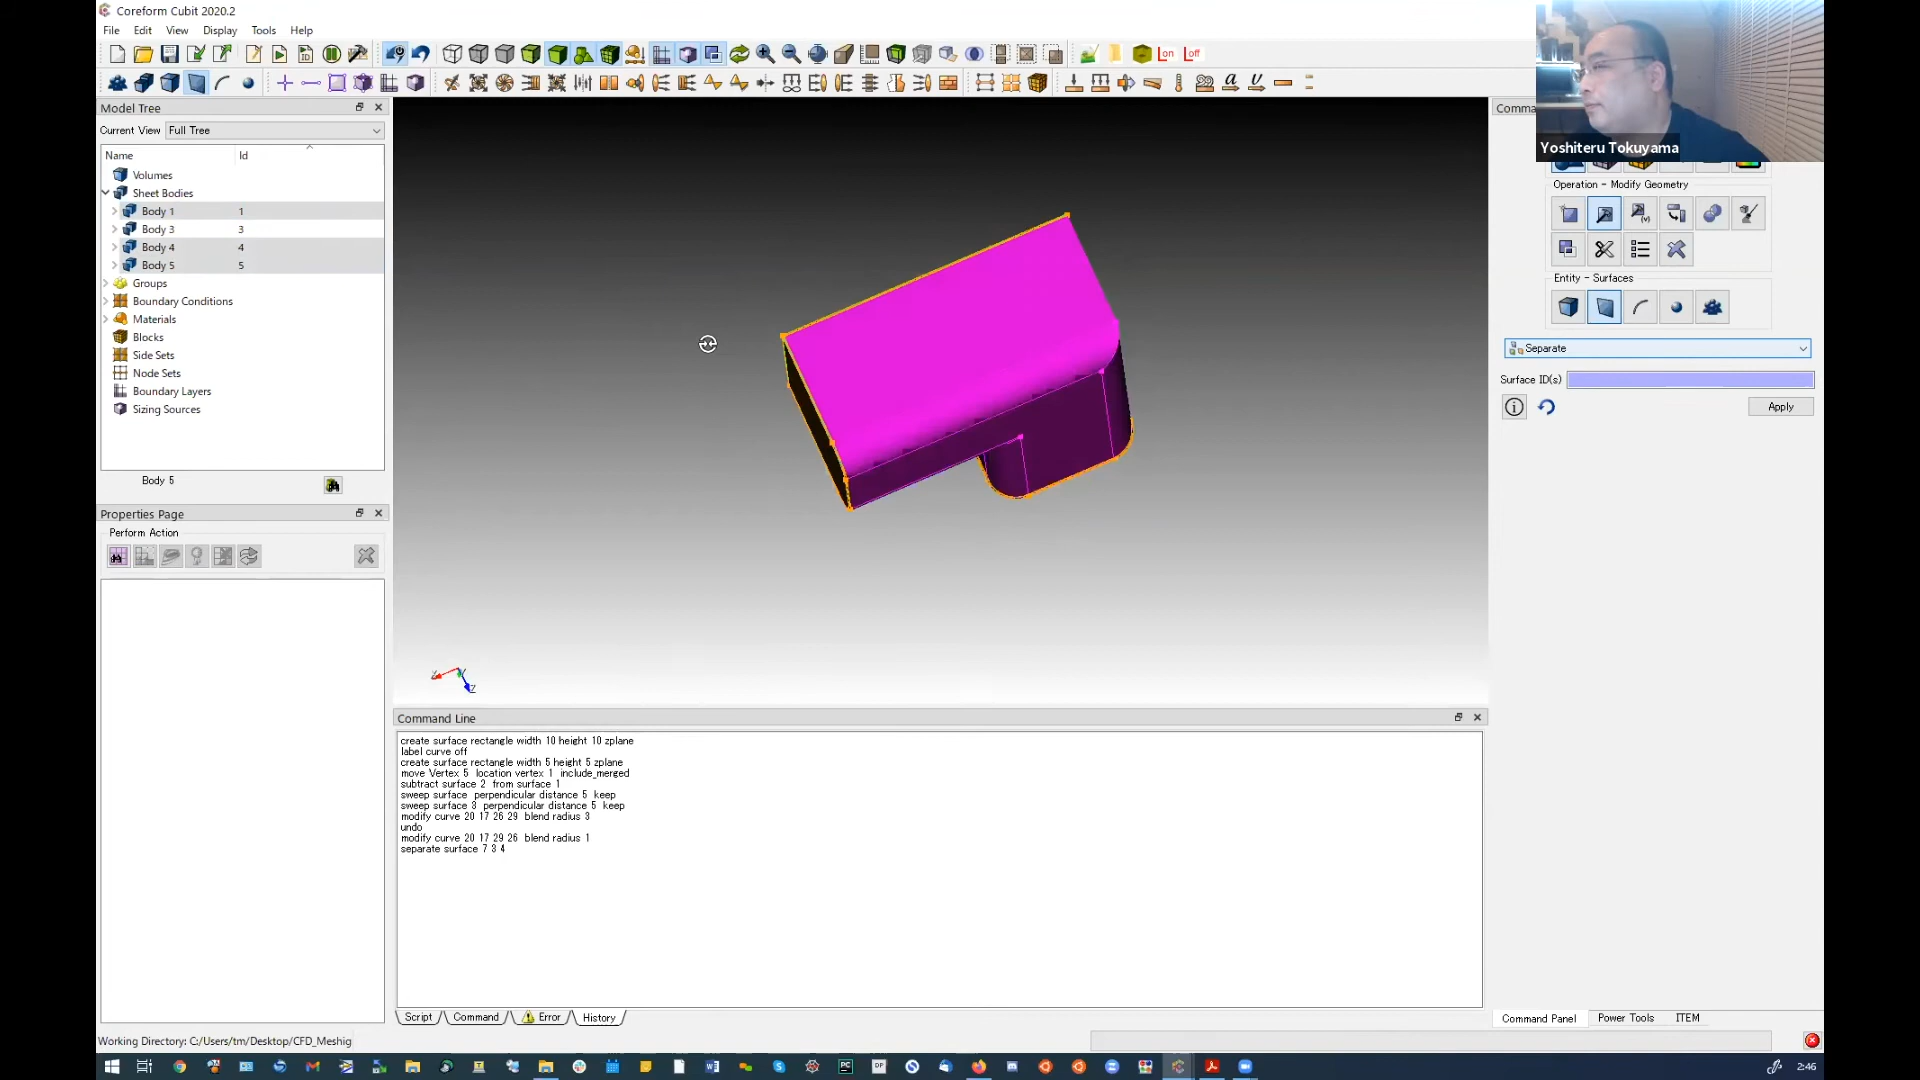 Coreform Cubit 2020.2
File Edit View Display Tools Help
on off
a v
Model Tree
Current View Full Tree
Name Id
Volumes
Sheet Bodies
Body 1 1
Body 3 3
Body 4 4
Body 5 5
Groups
Boundary Conditions
Materials
Blocks
Side Sets
Node Sets
Boundary Layers
Sizing Sources
Body 5
Properties Page
Perform Action
Z
Y
Command Line
create surface rectangle width 10 height 10 zplane
label curve off
create surface rectangle width 5 height 5 zplane
move Vertex 5 location vertex 1 include_merged
subtract surface 2 from surface 1
sweep surface perpendicular distance 5 keep
sweep surface 3 perpendicular distance 5 keep
modify curve 20 17 26 29 blend radius 3
undo
modify curve 20 17 29 26 blend radius 1
separate surface 7 3 4
Script Command Error History
Working Directory: C:/Users/tm/Desktop/CFD_Meshig
Yoshiteru Tokuyama
Operation - Modify Geometry
Entity - Surfaces
Separate
Surface ID(s)
Apply
Command Panel Power Tools ITEM
2:46